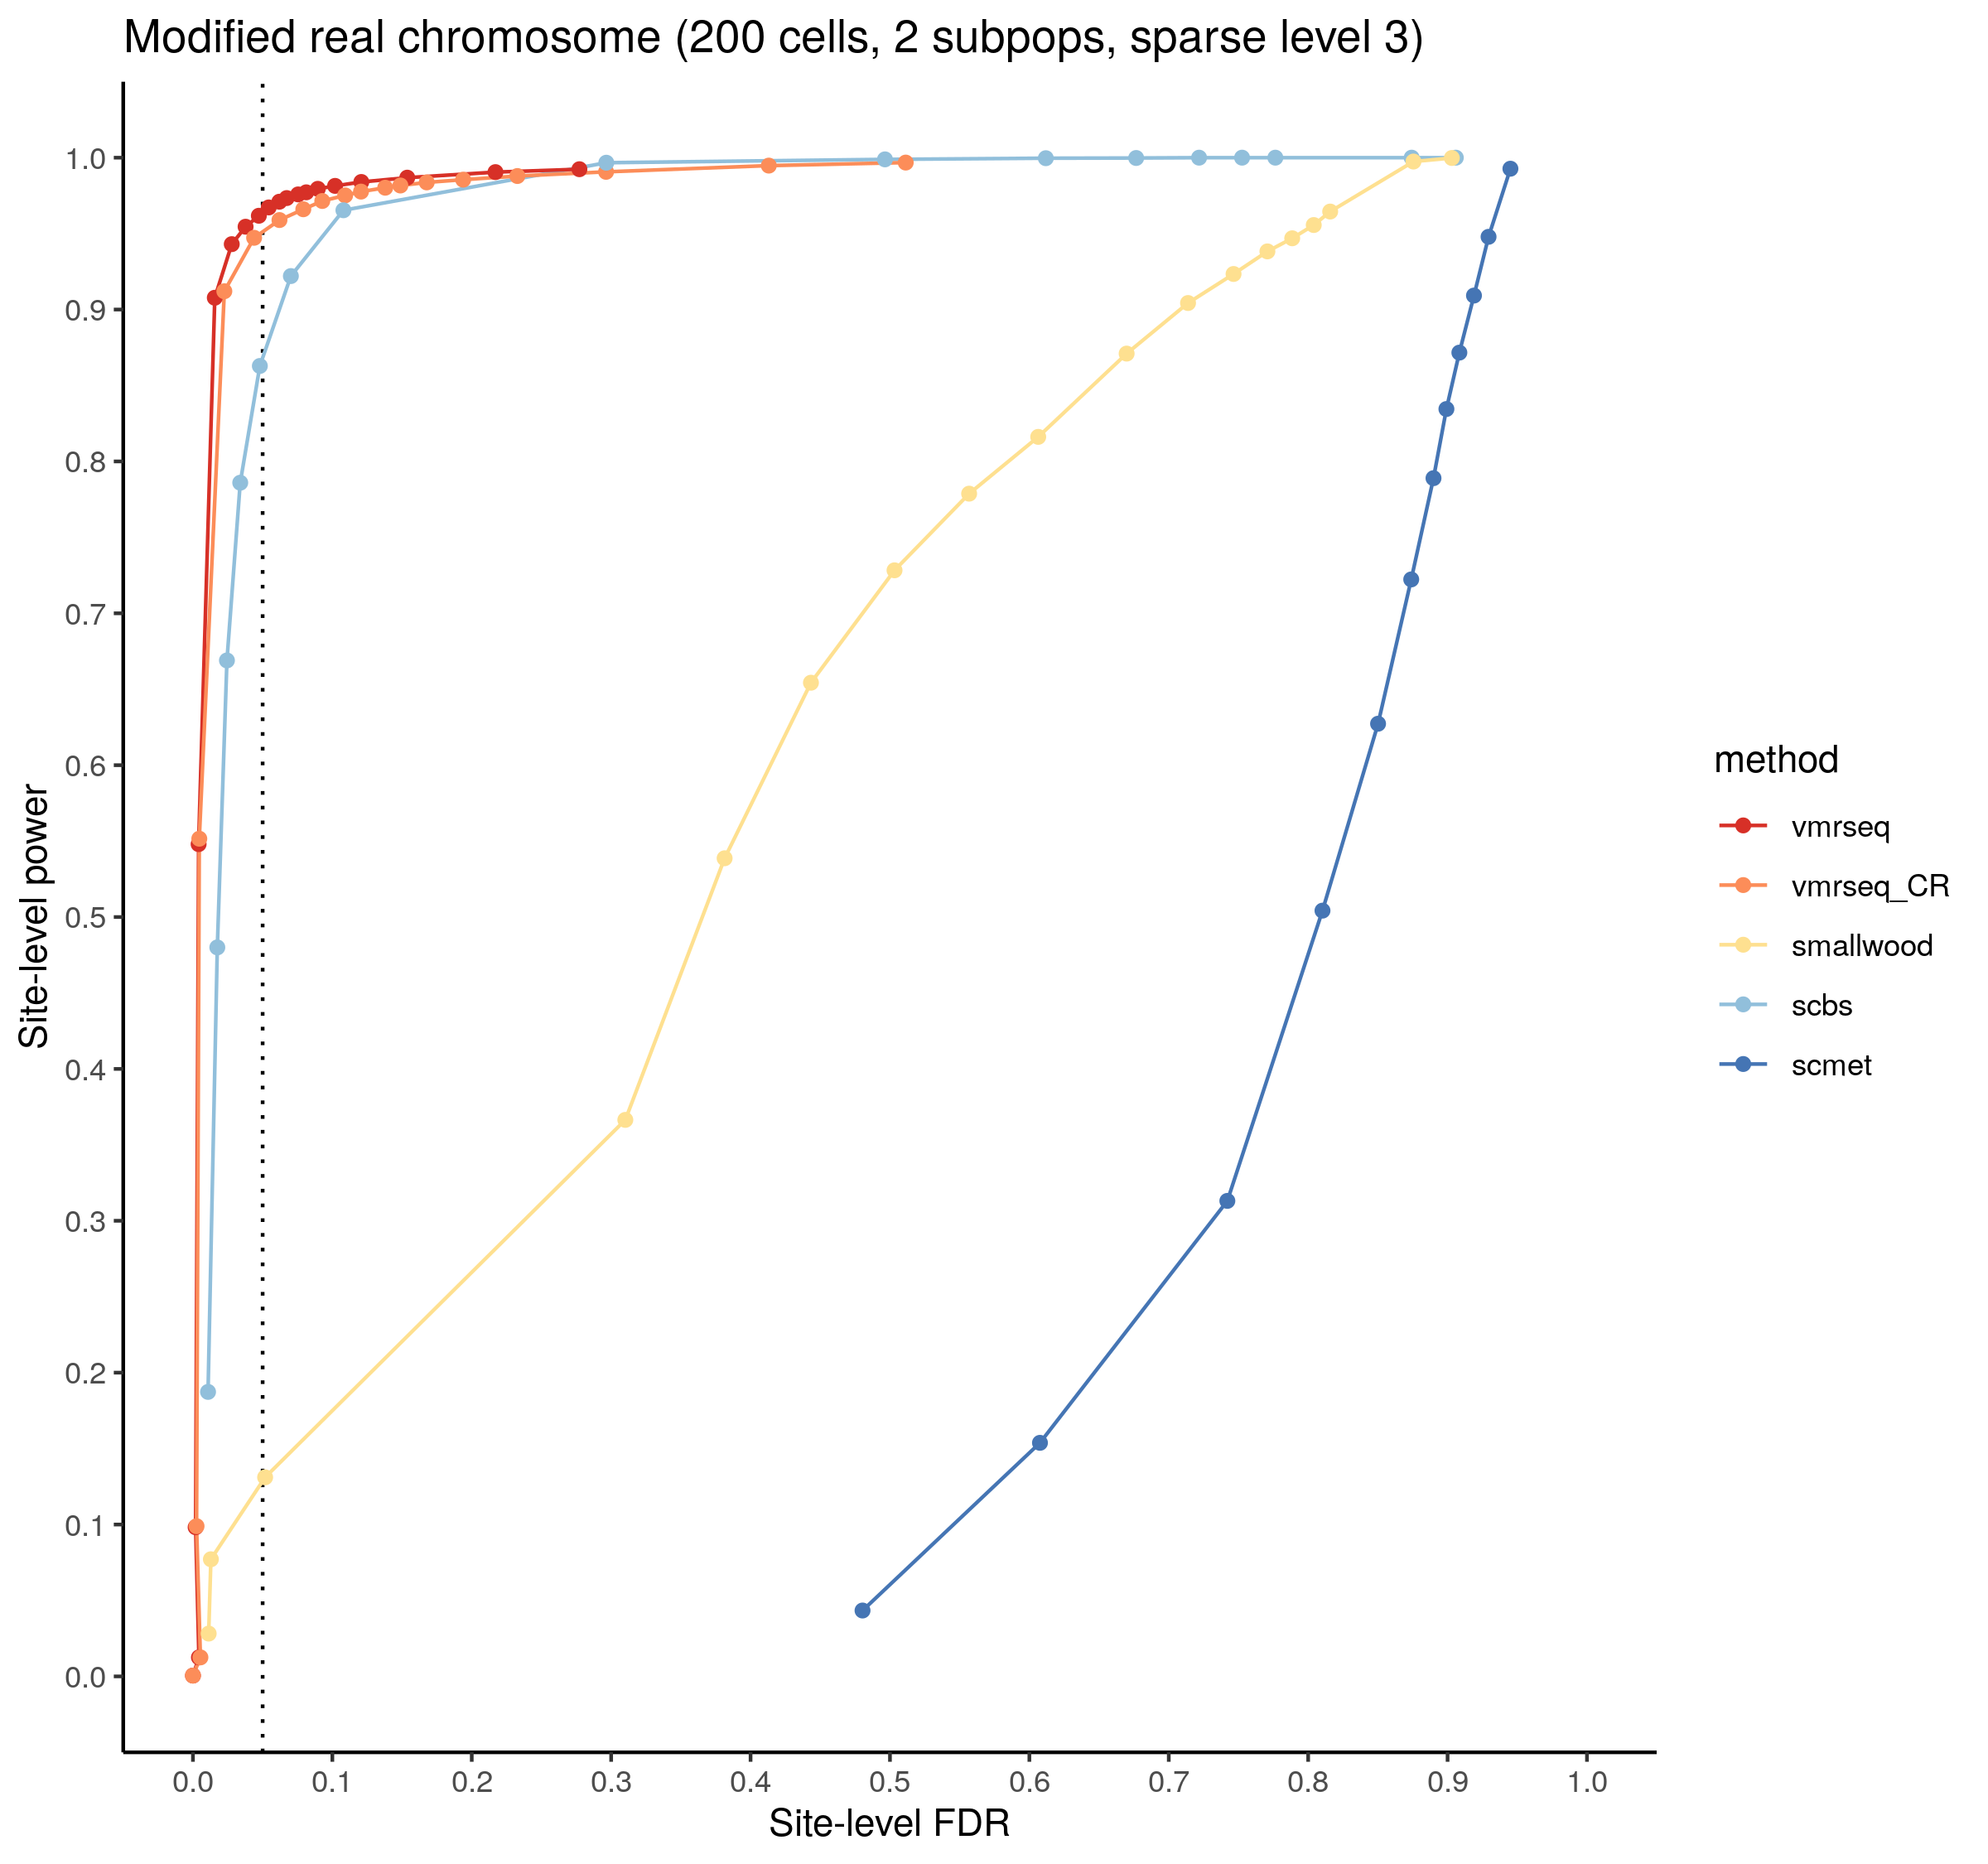 Modified real chromosome (200 cells, 2 subpops, sparse level 3)
Site-level power
1.0
0.9
0.8
0.7
0.6
0.5
0.4
0.3
0.2
0.1
0.0
0.0 0.1 0.2 0.3 0.4 0.5 0.6 0.7 0.8 0.9 1.0
Site-level FDR
method
vmrseq
vmrseq_CR
smallwood
scbs
scmet